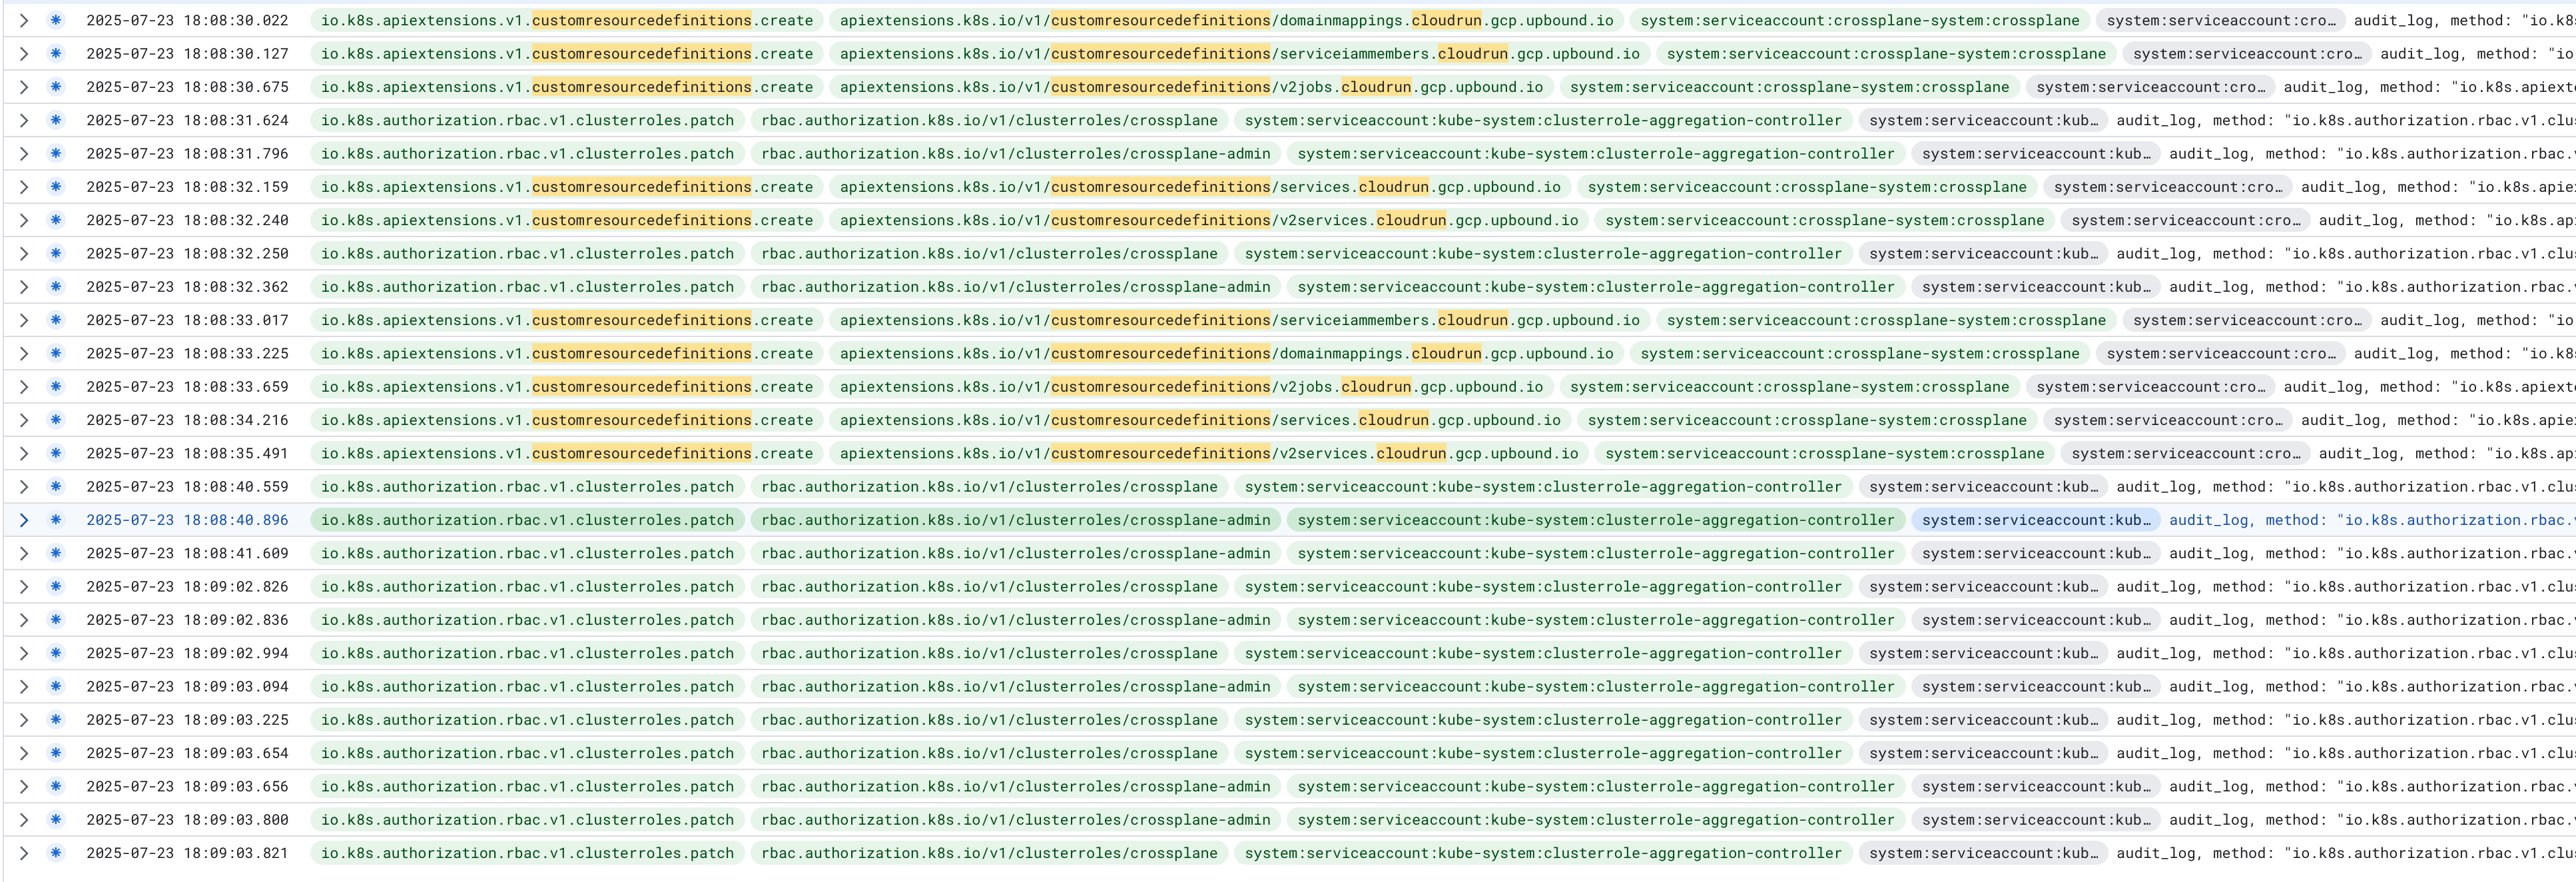 2025-07-23 18:08:30.022 io.k8s.apiextensions.v1.customresourcedefinitions.create apiextensions.k8s.io/v1/customresourcedefinitions/domainmappings.cloudrun.gcp.upbound.io system:serviceaccount:crossplane-system:crossplane system:serviceaccount:cro… audit_log, method: "io.k8s
2025-07-23 18:08:30.127 io.k8s.apiextensions.v1.customresourcedefinitions.create apiextensions.k8s.io/v1/customresourcedefinitions/serviceiammembers.cloudrun.gcp.upbound.io system:serviceaccount:crossplane-system:crossplane system:serviceaccount:cro… audit_log, method: "io
2025-07-23 18:08:30.675 io.k8s.apiextensions.v1.customresourcedefinitions.create apiextensions.k8s.io/v1/customresourcedefinitions/v2jobs.cloudrun.gcp.upbound.io system:serviceaccount:crossplane-system:crossplane system:serviceaccount:cro… audit_log, method: "io.k8s.apiext
2025-07-23 18:08:31.624 io.k8s.authorization.rbac.v1.clusterroles.patch rbac.authorization.k8s.io/v1/clusterroles/crossplane system:serviceaccount:kube-system:clusterrole-aggregation-controller system:serviceaccount:kub… audit_log, method: "io.k8s.authorization.rbac.v1.clu
2025-07-23 18:08:31.796 io.k8s.authorization.rbac.v1.clusterroles.patch rbac.authorization.k8s.io/v1/clusterroles/crossplane-admin system:serviceaccount:kube-system:clusterrole-aggregation-controller system:serviceaccount:kub… audit_log, method: "io.k8s.authorization.rbac.
2025-07-23 18:08:32.159 io.k8s.apiextensions.v1.customresourcedefinitions.create apiextensions.k8s.io/v1/customresourcedefinitions/services.cloudrun.gcp.upbound.io system:serviceaccount:crossplane-system:crossplane system:serviceaccount:cro… audit_log, method: "io.k8s.apie
2025-07-23 18:08:32.240 io.k8s.apiextensions.v1.customresourcedefinitions.create apiextensions.k8s.io/v1/customresourcedefinitions/v2services.cloudrun.gcp.upbound.io system:serviceaccount:crossplane-system:crossplane system:serviceaccount:cro… audit_log, method: "io.k8s.ap
2025-07-23 18:08:32.250 io.k8s.authorization.rbac.v1.clusterroles.patch rbac.authorization.k8s.io/v1/clusterroles/crossplane system:serviceaccount:kube-system:clusterrole-aggregation-controller system:serviceaccount:kub… audit_log, method: "io.k8s.authorization.rbac.v1.clu
2025-07-23 18:08:32.362 io.k8s.authorization.rbac.v1.clusterroles.patch rbac.authorization.k8s.io/v1/clusterroles/crossplane-admin system:serviceaccount:kube-system:clusterrole-aggregation-controller system:serviceaccount:kub… audit_log, method: "io.k8s.authorization.rbac.
2025-07-23 18:08:33.017 io.k8s.apiextensions.v1.customresourcedefinitions.create apiextensions.k8s.io/v1/customresourcedefinitions/serviceiammembers.cloudrun.gcp.upbound.io system:serviceaccount:crossplane-system:crossplane system:serviceaccount:cro… audit_log, method: "io
2025-07-23 18:08:33.225 io.k8s.apiextensions.v1.customresourcedefinitions.create apiextensions.k8s.io/v1/customresourcedefinitions/domainmappings.cloudrun.gcp.upbound.io system:serviceaccount:crossplane-system:crossplane system:serviceaccount:cro… audit_log, method: "io.k8s
2025-07-23 18:08:33.659 io.k8s.apiextensions.v1.customresourcedefinitions.create apiextensions.k8s.io/v1/customresourcedefinitions/v2jobs.cloudrun.gcp.upbound.io system:serviceaccount:crossplane-system:crossplane system:serviceaccount:cro… audit_log, method: "io.k8s.apiext
2025-07-23 18:08:34.216 io.k8s.apiextensions.v1.customresourcedefinitions.create apiextensions.k8s.io/v1/customresourcedefinitions/services.cloudrun.gcp.upbound.io system:serviceaccount:crossplane-system:crossplane system:serviceaccount:cro… audit_log, method: "io.k8s.apie
2025-07-23 18:08:35.491 io.k8s.apiextensions.v1.customresourcedefinitions.create apiextensions.k8s.io/v1/customresourcedefinitions/v2services.cloudrun.gcp.upbound.io system:serviceaccount:crossplane-system:crossplane system:serviceaccount:cro… audit_log, method: "io.k8s.ap
2025-07-23 18:08:40.559 io.k8s.authorization.rbac.v1.clusterroles.patch rbac.authorization.k8s.io/v1/clusterroles/crossplane system:serviceaccount:kube-system:clusterrole-aggregation-controller system:serviceaccount:kub… audit_log, method: "io.k8s.authorization.rbac.v1.clu
2025-07-23 18:08:40.896 io.k8s.authorization.rbac.v1.clusterroles.patch rbac.authorization.k8s.io/v1/clusterroles/crossplane-admin system:serviceaccount:kube-system:clusterrole-aggregation-controller system:serviceaccount:kub… audit_log, method: "io.k8s.authorization.rbac.
2025-07-23 18:08:41.609 io.k8s.authorization.rbac.v1.clusterroles.patch rbac.authorization.k8s.io/v1/clusterroles/crossplane-admin system:serviceaccount:kube-system:clusterrole-aggregation-controller system:serviceaccount:kub… audit_log, method: "io.k8s.authorization.rbac.
2025-07-23 18:09:02.826 io.k8s.authorization.rbac.v1.clusterroles.patch rbac.authorization.k8s.io/v1/clusterroles/crossplane system:serviceaccount:kube-system:clusterrole-aggregation-controller system:serviceaccount:kub… audit_log, method: "io.k8s.authorization.rbac.v1.clu
2025-07-23 18:09:02.836 io.k8s.authorization.rbac.v1.clusterroles.patch rbac.authorization.k8s.io/v1/clusterroles/crossplane-admin system:serviceaccount:kube-system:clusterrole-aggregation-controller system:serviceaccount:kub… audit_log, method: "io.k8s.authorization.rbac.
2025-07-23 18:09:02.994 io.k8s.authorization.rbac.v1.clusterroles.patch rbac.authorization.k8s.io/v1/clusterroles/crossplane system:serviceaccount:kube-system:clusterrole-aggregation-controller system:serviceaccount:kub… audit_log, method: "io.k8s.authorization.rbac.v1.clu
2025-07-23 18:09:03.094 io.k8s.authorization.rbac.v1.clusterroles.patch rbac.authorization.k8s.io/v1/clusterroles/crossplane-admin system:serviceaccount:kube-system:clusterrole-aggregation-controller system:serviceaccount:kub… audit_log, method: "io.k8s.authorization.rbac.
2025-07-23 18:09:03.225 io.k8s.authorization.rbac.v1.clusterroles.patch rbac.authorization.k8s.io/v1/clusterroles/crossplane system:serviceaccount:kube-system:clusterrole-aggregation-controller system:serviceaccount:kub… audit_log, method: "io.k8s.authorization.rbac.v1.clu
2025-07-23 18:09:03.654 io.k8s.authorization.rbac.v1.clusterroles.patch rbac.authorization.k8s.io/v1/clusterroles/crossplane system:serviceaccount:kube-system:clusterrole-aggregation-controller system:serviceaccount:kub… audit_log, method: "io.k8s.authorization.rbac.v1.clu
2025-07-23 18:09:03.656 io.k8s.authorization.rbac.v1.clusterroles.patch rbac.authorization.k8s.io/v1/clusterroles/crossplane-admin system:serviceaccount:kube-system:clusterrole-aggregation-controller system:serviceaccount:kub… audit_log, method: "io.k8s.authorization.rbac.
2025-07-23 18:09:03.800 io.k8s.authorization.rbac.v1.clusterroles.patch rbac.authorization.k8s.io/v1/clusterroles/crossplane-admin system:serviceaccount:kube-system:clusterrole-aggregation-controller system:serviceaccount:kub… audit_log, method: "io.k8s.authorization.rbac.
2025-07-23 18:09:03.821 io.k8s.authorization.rbac.v1.clusterroles.patch rbac.authorization.k8s.io/v1/clusterroles/crossplane system:serviceaccount:kube-system:clusterrole-aggregation-controller system:serviceaccount:kub… audit_log, method: "io.k8s.authorization.rbac.v1.clu